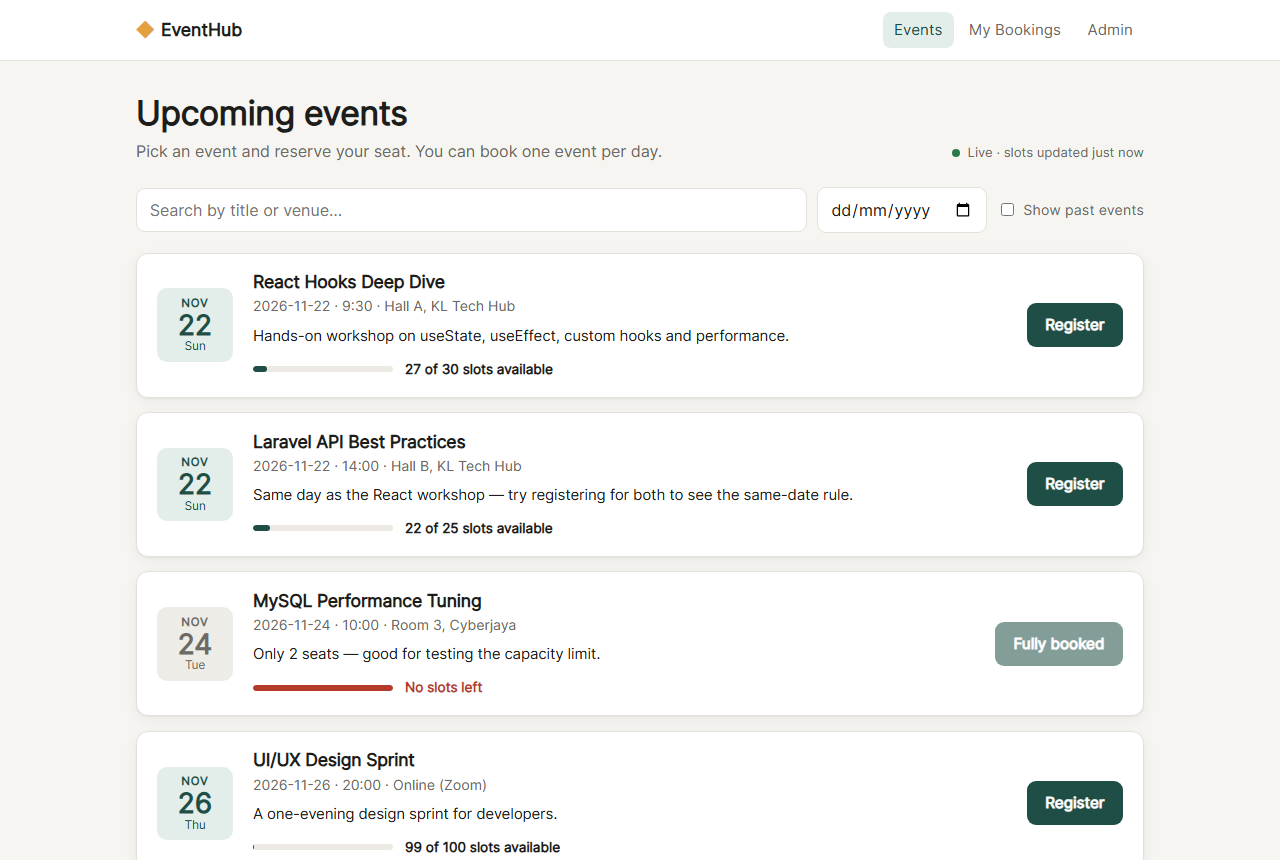 EventHub
Events
My Bookings
Admin
Upcoming events
Pick an event and reserve your seat. You can book one event per day.
Live · slots updated just now
Search by title or venue...
dd/mm/yyyy
Show past events
NOV
22
Sun
React Hooks Deep Dive
2026-11-22 · 9:30 · Hall A, KL Tech Hub
Hands-on workshop on useState, useEffect, custom hooks and performance.
27 of 30 slots available
Register
NOV
22
Sun
Laravel API Best Practices
2026-11-22 · 14:00 · Hall B, KL Tech Hub
Same day as the React workshop — try registering for both to see the same-date rule.
22 of 25 slots available
Register
NOV
24
Tue
MySQL Performance Tuning
2026-11-24 · 10:00 · Room 3, Cyberjaya
Only 2 seats — good for testing the capacity limit.
No slots left
Fully booked
NOV
26
Thu
UI/UX Design Sprint
2026-11-26 · 20:00 · Online (Zoom)
A one-evening design sprint for developers.
99 of 100 slots available
Register